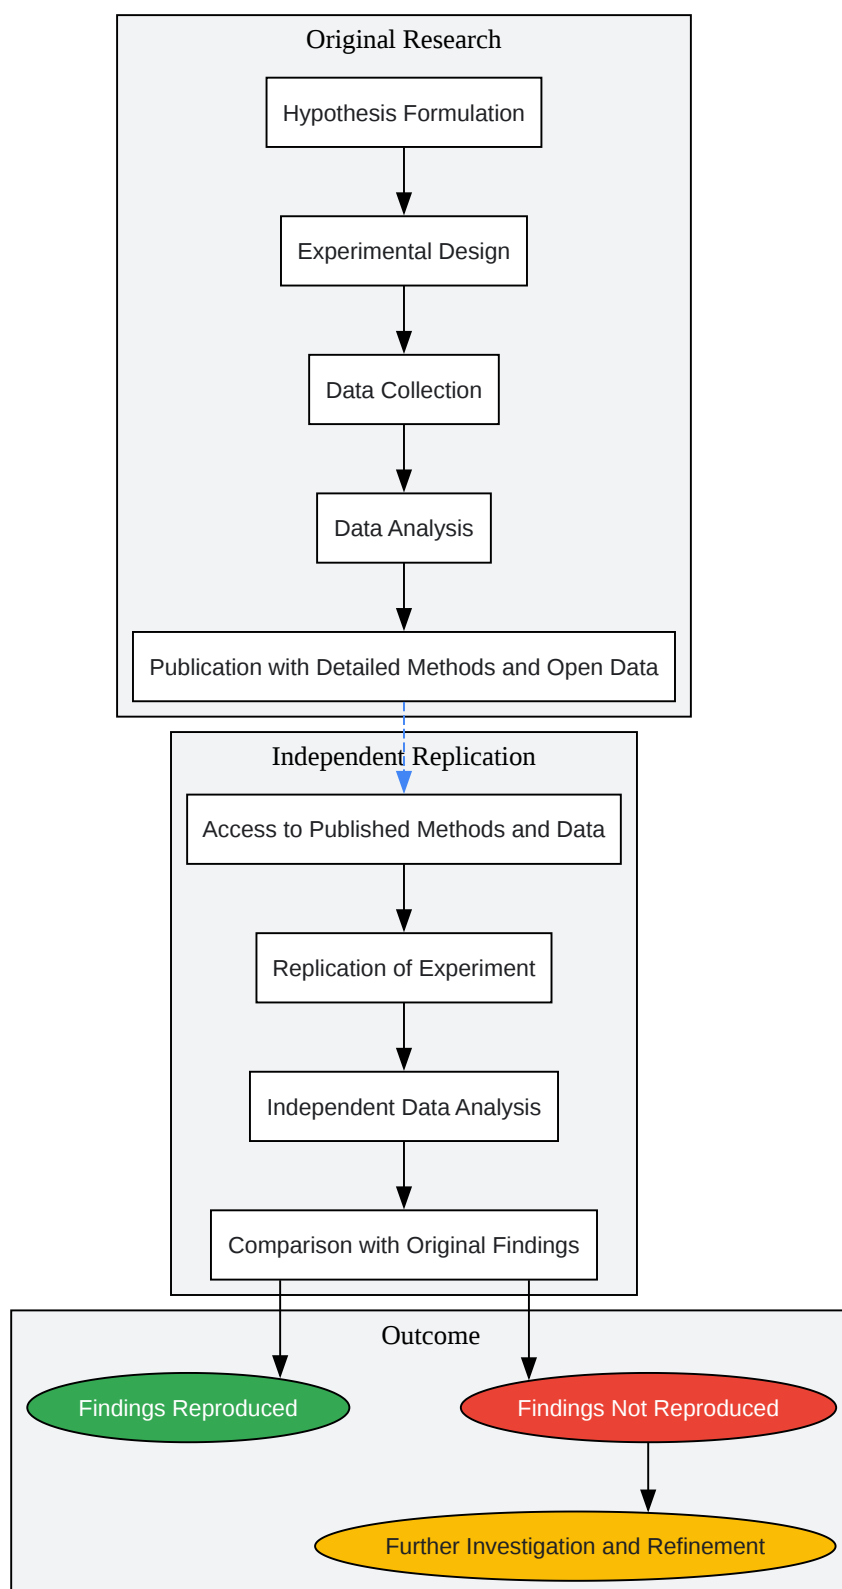 Original Research
Hypothesis Formulation
Experimental Design
Data Collection
Data Analysis
Publication with Detailed Methods and Open Data
Independent Replication
Access to Published Methods and Data
Replication of Experiment
Independent Data Analysis
Comparison with Original Findings
Outcome
Findings Reproduced
Findings Not Reproduced
Further Investigation and Refinement